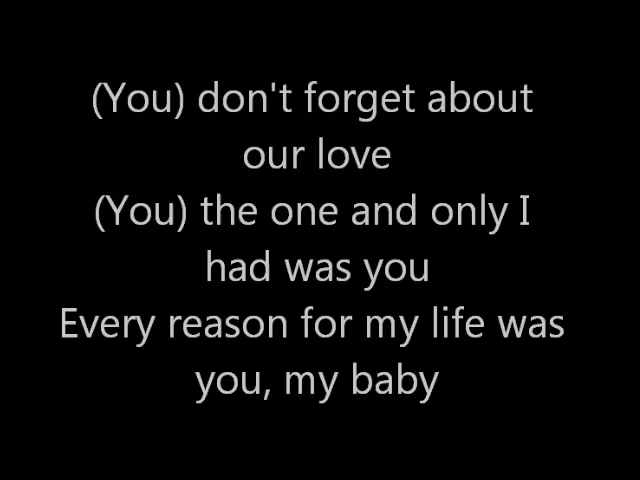 (You) don't forget about
our love
(You) the one and only I
had was you
Every reason for my life was
you, my baby